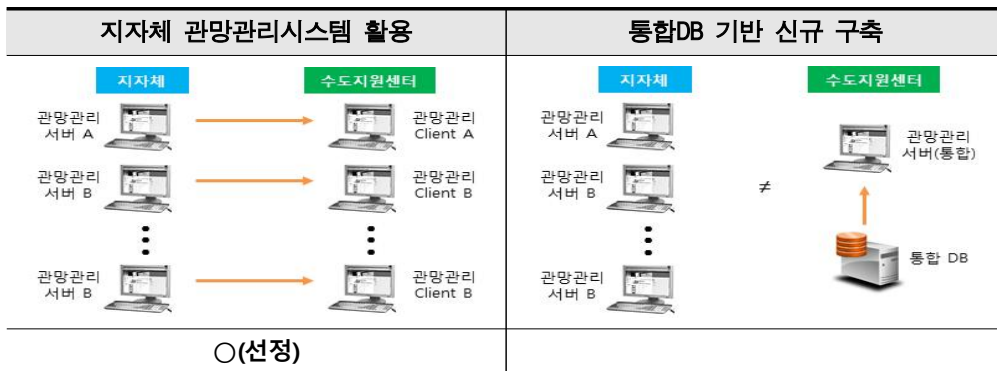 지자체 관망관리시스템 활용
통합DB 기반 신규 구축
지자체
수도지원센터
관망관리
서버 A
관망관리
Client A
관망관리
서버 B
관망관리
Client B
관망관리
서버 B
관망관리
Client B
지자체
수도지원센터
관망관리
서버 A
관망관리
서버(통합)
관망관리
서버 B
≠
통합 DB
관망관리
서버 B
○(선정)